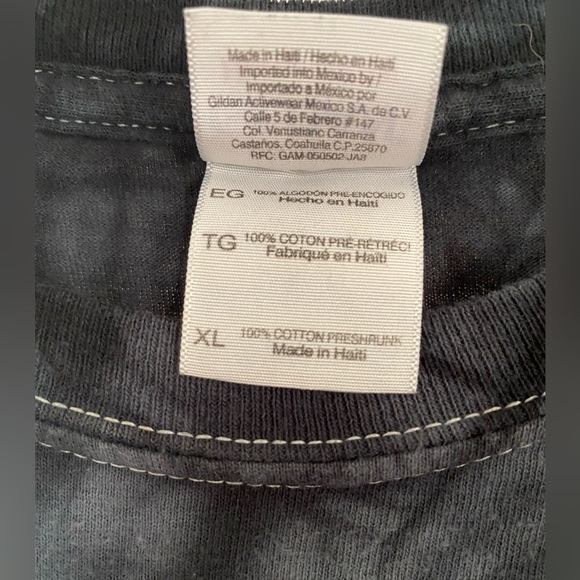 Made in Haiti / Hecho en Haiti
Imported into Mexico by /
Importado a México por
Gildan Activewear Mexico S.A. de C.V
Calle 5 de Febrero #147
Col. Venustiano Carranza
Castaños, Coahuila C.P.25870
RFC: GAM-050502-JA8
EG 100% ALGODÓN PRE-ENCOGIDO
Hecho en Haiti
TG 100% COTON PRÉ-RÉTRÉCI
Fabriqué en Haïti
XL 100% COTTON PRESHRUNK
Made in Haiti